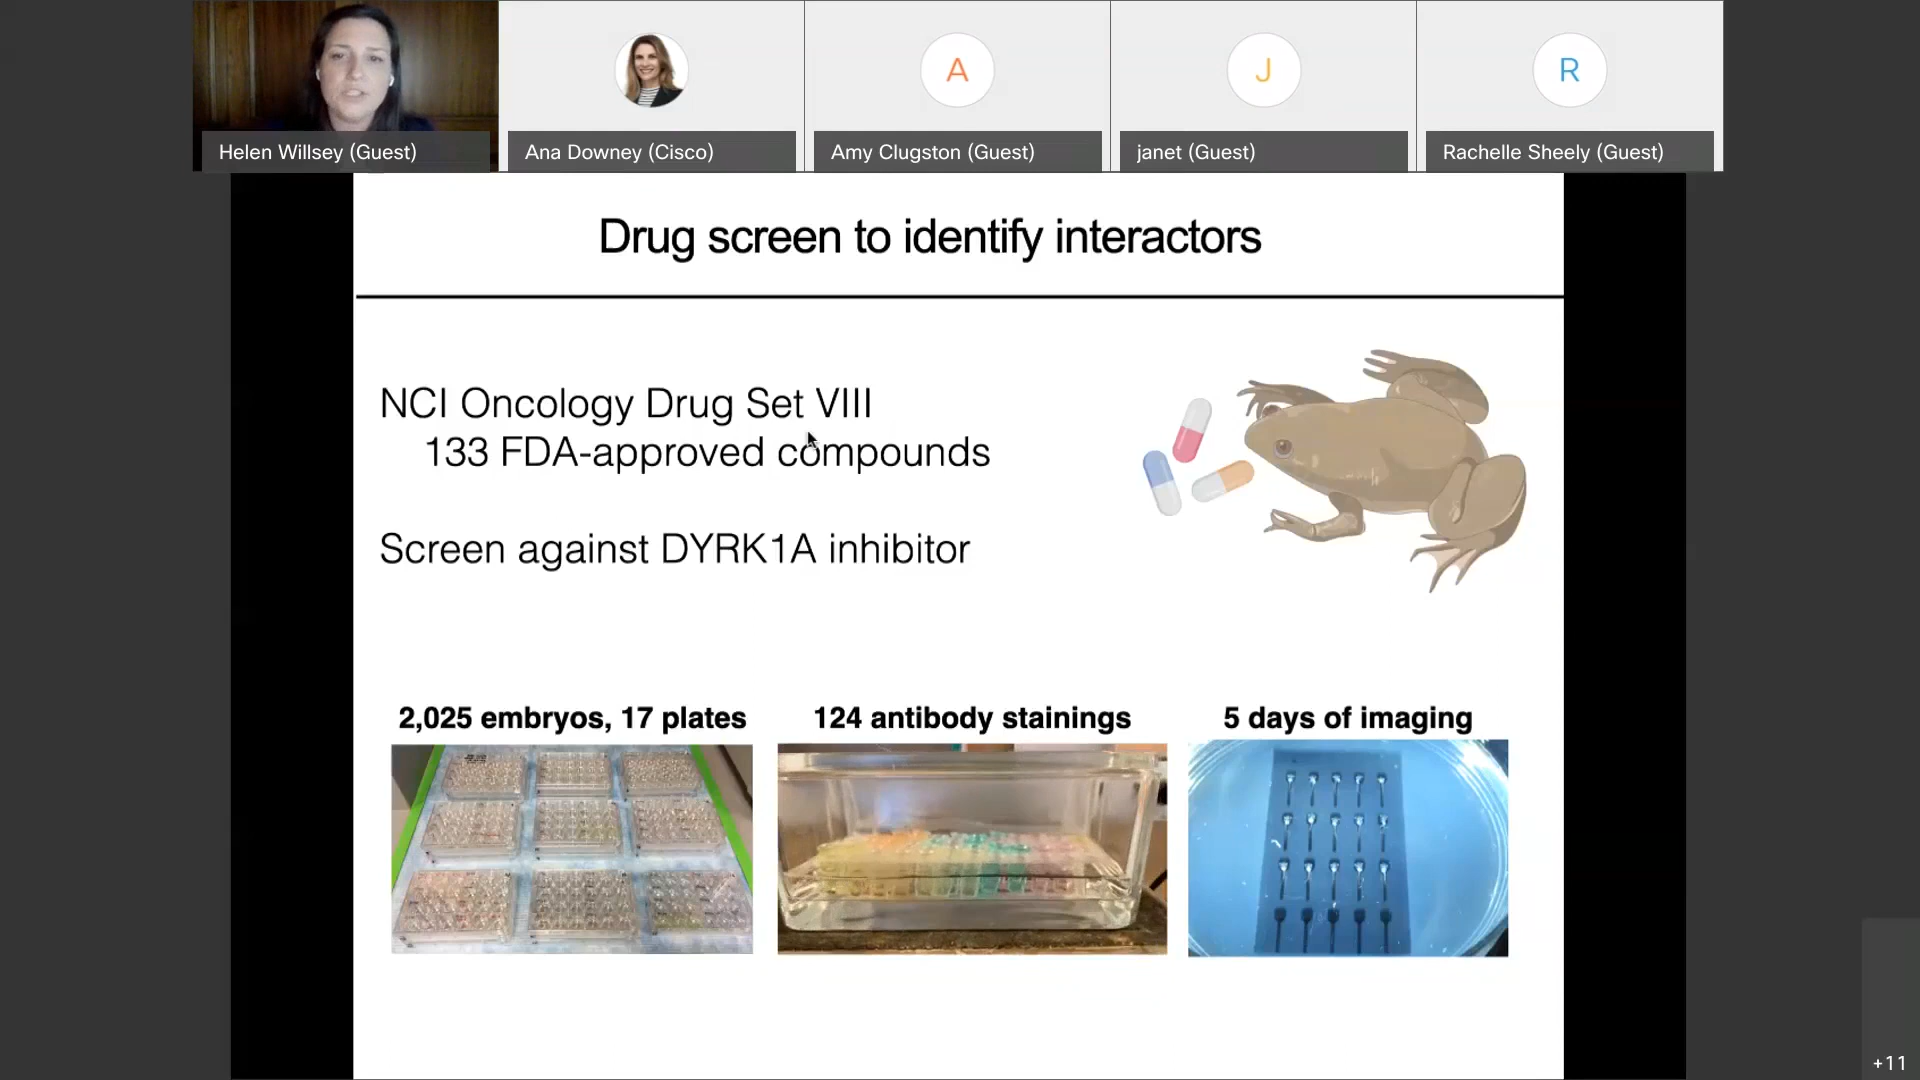 Helen Willsey (Guest)
Ana Downey (Cisco)
A
Amy Clugston (Guest)
J
janet (Guest)
R
Rachelle Sheely (Guest)
Drug screen to identify interactors
NCI Oncology Drug Set VIII
133 FDA-approved compounds
Screen against DYRK1A inhibitor
2,025 embryos, 17 plates
124 antibody stainings
5 days of imaging
+11